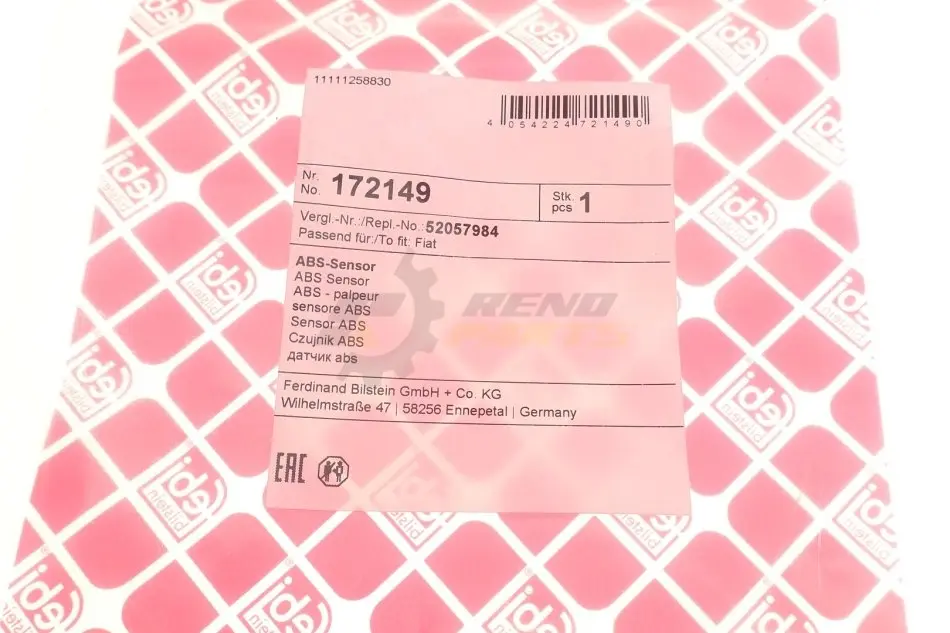 11111258830
4 054224 721490
Nr.
No. 172149
Stk.
pcs 1
Vergl.-Nr.:/Repl.-No.:52057984
Passend für:/To fit: Fiat
ABS-Sensor
ABS Sensor
ABS - palpeur
sensore ABS
Sensor ABS
Czujnik ABS
датчик abs
RENO
PARTS
Ferdinand Bilstein GmbH + Co. KG
Wilhelmstraße 47 | 58256 Ennepetal | Germany
EAC
febi
bilstein